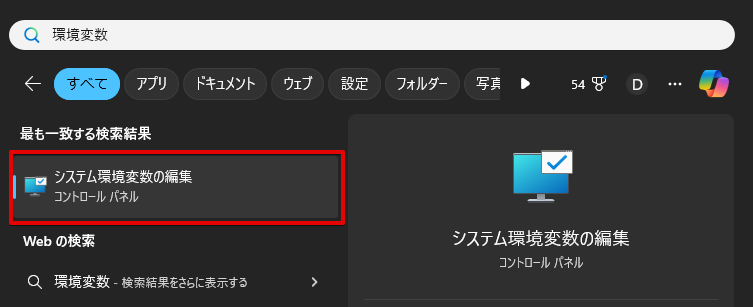 環境変数
すべて アプリ ドキュメント ウェブ 設定 フォルダー 写真 54 D
最も一致する検索結果
システム環境変数の編集
コントロール パネル
Web の検索
環境変数 - 検索結果をさらに表示する
システム環境変数の編集
コントロール パネル